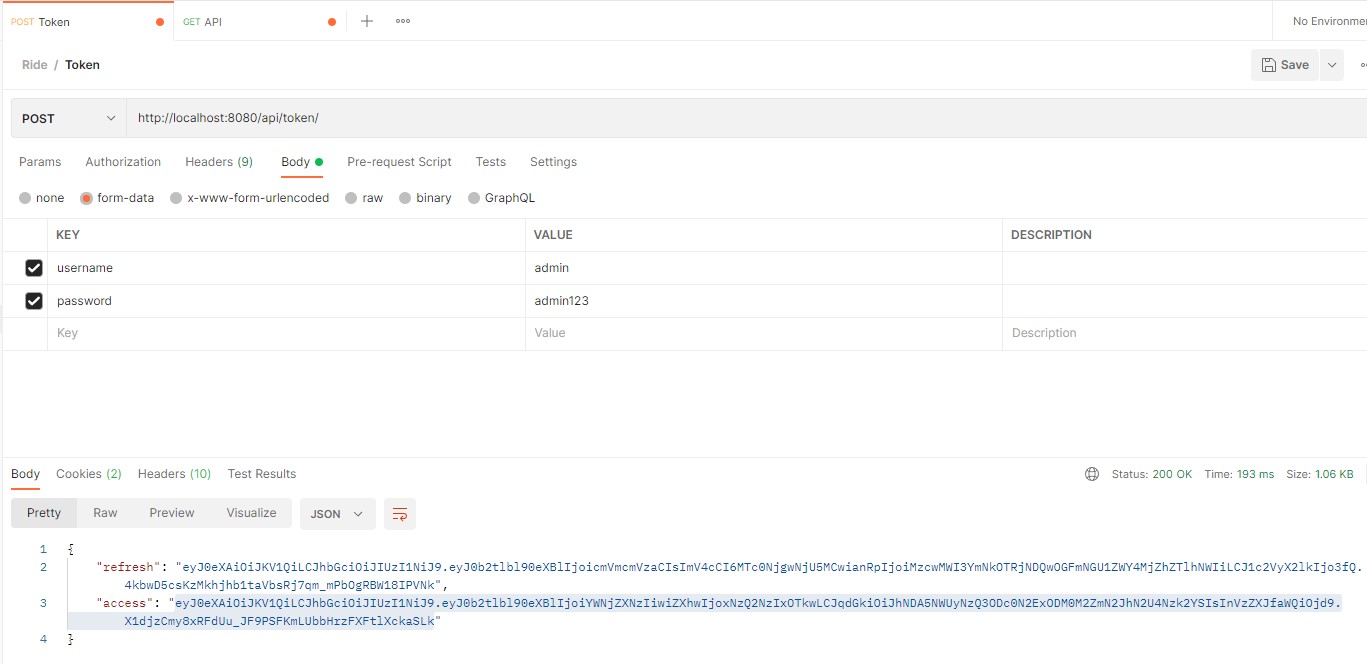 POST Token
GET API
No Environme
Ride / Token
Save
POST
http://localhost:8080/api/token/
Params Authorization Headers (9) Body Pre-request Script Tests Settings
none form-data x-www-form-urlencoded raw binary GraphQL
KEY VALUE DESCRIPTION
username admin
password admin123
Key Value Description
Body Cookies (2) Headers (10) Test Results Status: 200 OK Time: 193 ms Size: 1.06 KB
Pretty Raw Preview Visualize JSON
1 {
2 "refresh": "eyJ0eXAiOiJKV1QiLCJhbGciOiJIUzI1NiJ9.eyJ0b2tlbl90eXBlIjoicmVmcmVzaCIsImV4cCI6MTc0NjgwNjU5MCwianRpIjoiMzcwMWI3YmNkOTRjNDQwOGFmNGU1ZWY4MjZhZTlhNWIiLCJ1c2VyX2lkIjo3fQ.
4kbwD5csKzMkhjhb1taVbsRj7qm_mPbOgRBW18IPVNk",
3 "access": "eyJ0eXAiOiJKV1QiLCJhbGciOiJIUzI1NiJ9.eyJ0b2tlbl90eXBlIjoiYWNjZXNzIiwiZXhwIjoxNzQ2NzIxOTkwLCJqdGkiOiJhNDA5NWUyNzQ3ODc0N2ExODM0M2ZmN2JhN2U4Nzk2YSIsInVzZXJfaWQiOjd9.
X1djzCmy8xRFdUu_JF9PSFKmLUbbHrzFXFtlXckaSLk"
4 }